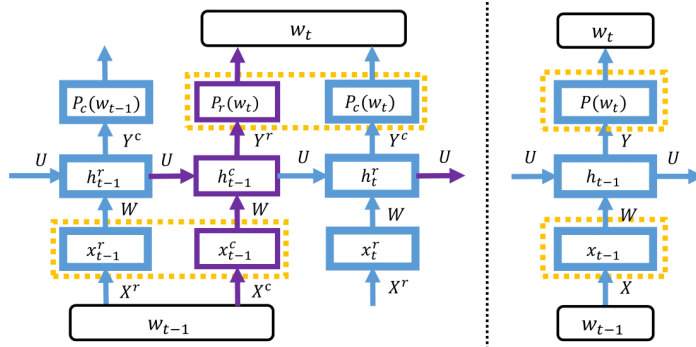 w_t
w_t
P_c(w_{t-1})
P_r(w_t)
P_c(w_t)
P(w_t)
Y^c
Y^r
Y^c
Y
U
U
U
U
U
U
h^r_{t-1}
h^c_{t-1}
h^r_t
h_{t-1}
W
W
W
W
x^r_{t-1}
x^c_{t-1}
x^r_t
x_{t-1}
X^r
X^c
X^r
X
w_{t-1}
w_{t-1}